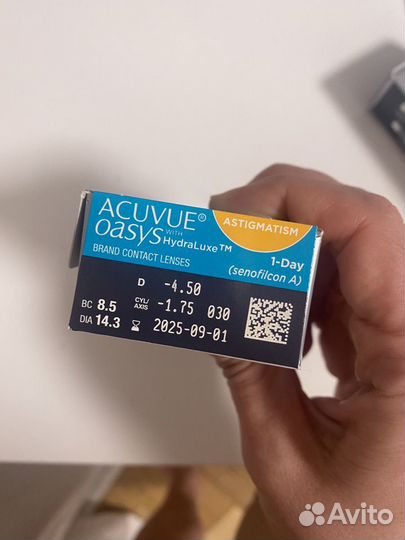 ACUVUE® ASTIGMATISM
oasys WITH HydraLuxe™
BRAND CONTACT LENSES
1-Day
(senofilcon A)
D -4.50
BC 8.5 CYL/AXIS -1.75 030
DIA 14.3 2025-09-01
Avito